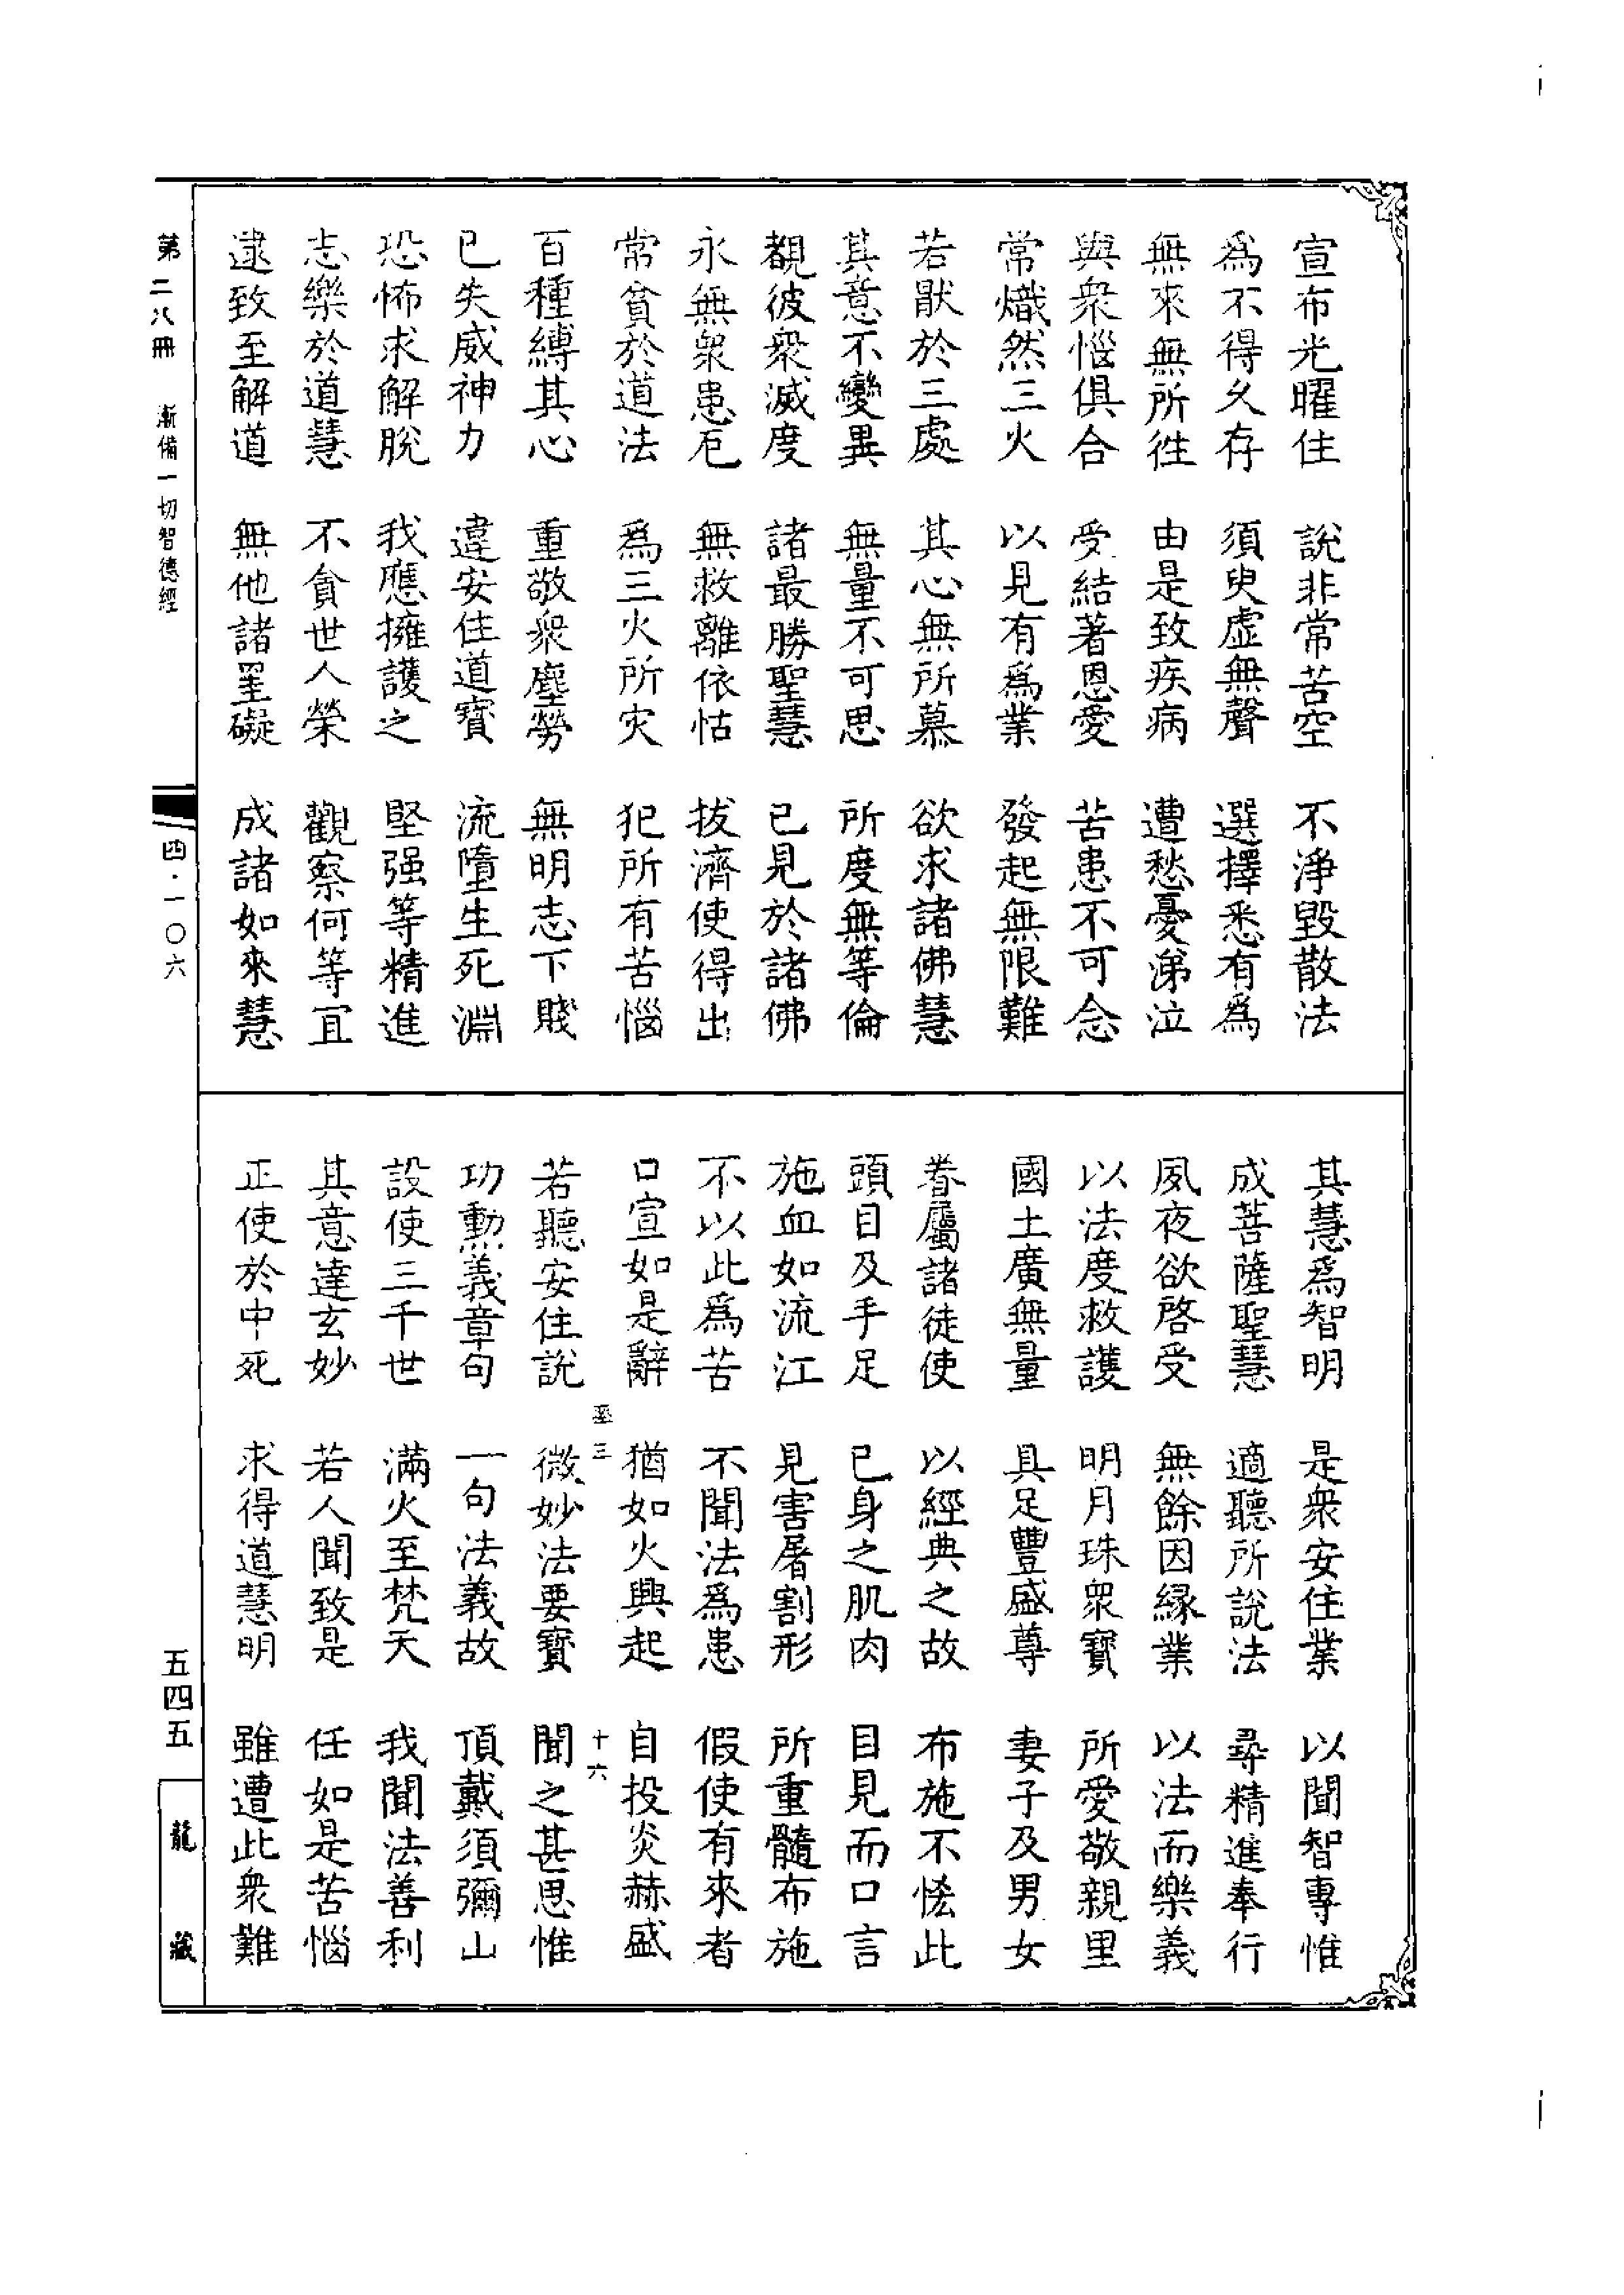 宣布光曜住　說非常苦空　不淨毀散法
為不得久存　須臾虛無聲　選擇悉有為
無來無所往　由是致疾病　遭愁憂涕泣
與衆惱俱合　受結著恩愛　苦患不可念
常熾然三火　以見有為業　發起無限難
若猒於三處　其心無所慕　欲求諸佛慧
其意不變異　無量不可思　所度無等倫
覩彼衆滅度　諸最勝聖慧　已見於諸佛
永無衆患厄　無救離依怙　拔濟使得出
常貧於道法　為三火所灾　犯所有苦惱
百種縛其心　重敬衆塵勞　無明志下賤
已失威神力　違安住道寶　流墮生死淵
恐怖求解脫　我應擁護之　堅强等精進
志樂於道慧　不貪世人榮　觀察何等宜
逮致至解道　無他諸罣礙　成諸如來慧
其慧為智明　是衆安住業　以聞智專惟
成菩薩聖慧　適聽所說法　尋精進奉行
夙夜欲啓受　無餘因緣業　以法而樂義
以法度救護　明月珠衆寶　所愛敬親里
國土廣無量　具足豐盛尊　妻子及男女
眷屬諸徒使　以經典之故　布施不悋此
頭目及手足　已身之肌肉　目見而口言
施血如流江　見害屠割形　所重髓布施
不以此為苦　不聞法為患　假使有來者
口宣如是辭　猶如火興起　自投炎赫盛
三　十六
若聽安住說　微妙法要寶　聞之甚思惟
功勳義章句　一句法義故　頂戴須彌山
設使三千世　滿火至梵天　我聞法善利
其意達玄妙　若人聞致是　任如是苦惱
正使於中死　求得道慧明　雖遭此衆難
第二八冊　漸備一切智德經
四·一〇六
五四五
龍藏